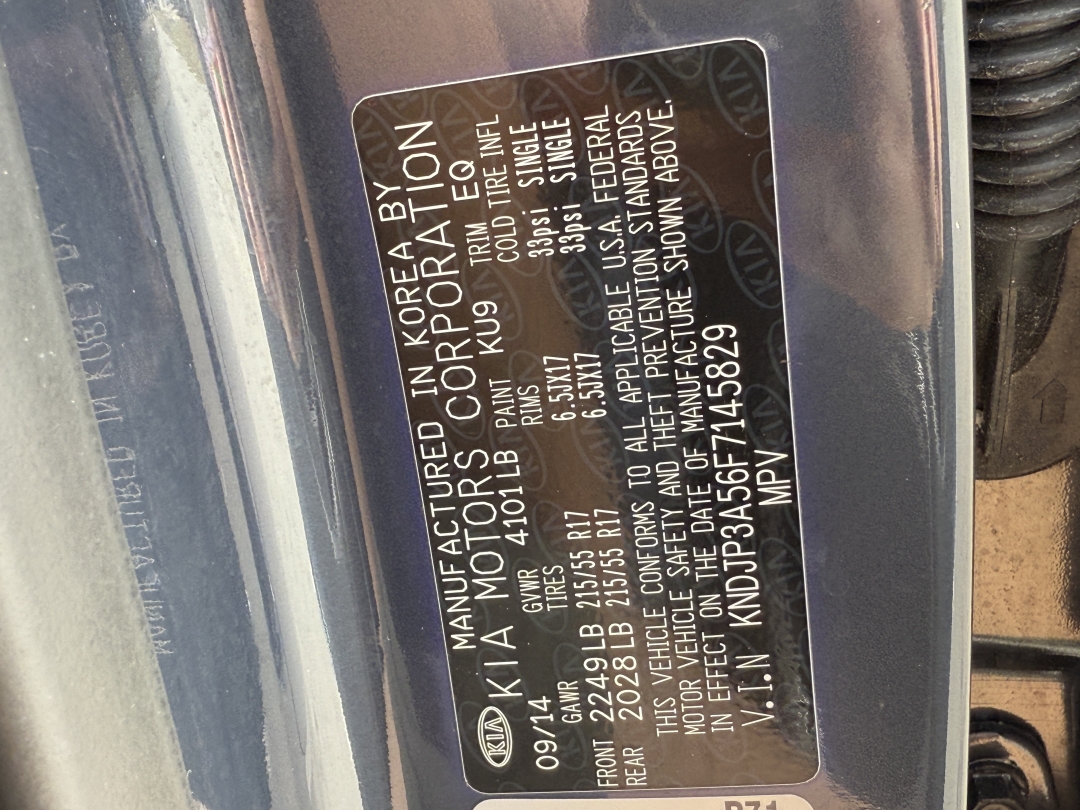 MANUFACTURED IN KOREA BY
KIA KIA MOTORS CORPORATION
09/14 GVWR 4101LB PAINT KU9 TRIM EQ
GAWR TIRES RIMS COLD TIRE INFL
FRONT 2249LB 215/55 R17 6.5JX17 33psi SINGLE
REAR 2028LB 215/55 R17 6.5JX17 33psi SINGLE
THIS VEHICLE CONFORMS TO ALL APPLICABLE U.S.A. FEDERAL
MOTOR VEHICLE SAFETY AND THEFT PREVENTION STANDARDS
IN EFFECT ON THE DATE OF MANUFACTURE SHOWN ABOVE.
V.I.N KNDJP3A56F7145829
MPV